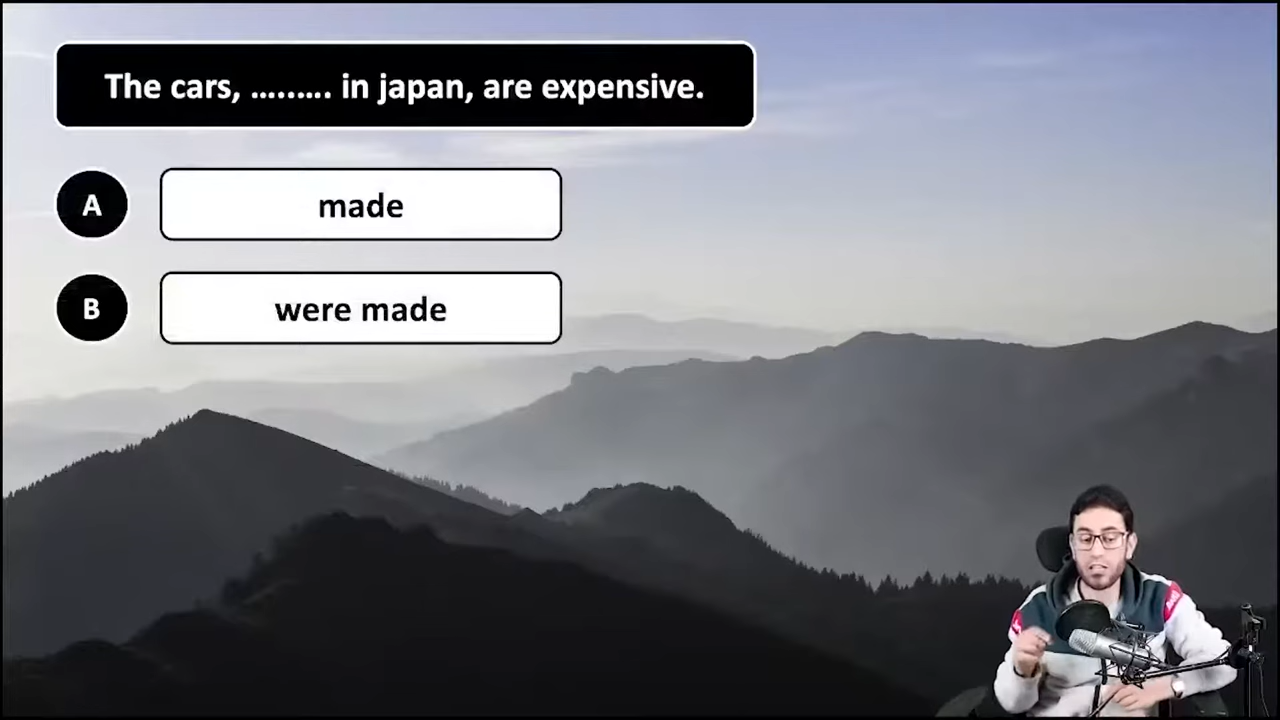 The cars, ......... in japan, are expensive.
A
made
B
were made